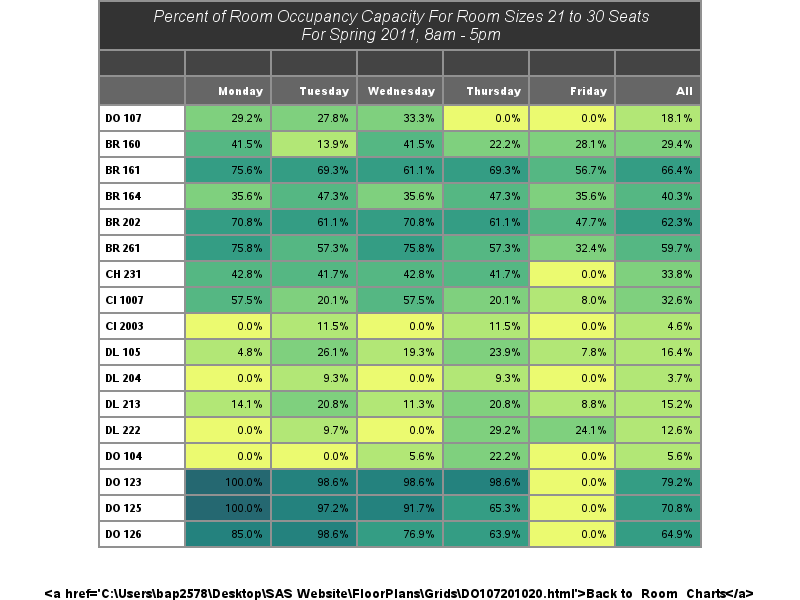 Percent of Room Occupancy Capacity For Room Sizes 21 to 30 Seats
For Spring 2011, 8am - 5pm
Monday Tuesday Wednesday Thursday Friday All
DO 107 29.2% 27.8% 33.3% 0.0% 0.0% 18.1%
BR 160 41.5% 13.9% 41.5% 22.2% 28.1% 29.4%
BR 161 75.6% 69.3% 61.1% 69.3% 56.7% 66.4%
BR 164 35.6% 47.3% 35.6% 47.3% 35.6% 40.3%
BR 202 70.8% 61.1% 70.8% 61.1% 47.7% 62.3%
BR 261 75.8% 57.3% 75.8% 57.3% 32.4% 59.7%
CH 231 42.8% 41.7% 42.8% 41.7% 0.0% 33.8%
CI 1007 57.5% 20.1% 57.5% 20.1% 8.0% 32.6%
CI 2003 0.0% 11.5% 0.0% 11.5% 0.0% 4.6%
DL 105 4.8% 26.1% 19.3% 23.9% 7.8% 16.4%
DL 204 0.0% 9.3% 0.0% 9.3% 0.0% 3.7%
DL 213 14.1% 20.8% 11.3% 20.8% 8.8% 15.2%
DL 222 0.0% 9.7% 0.0% 29.2% 24.1% 12.6%
DO 104 0.0% 0.0% 5.6% 22.2% 0.0% 5.6%
DO 123 100.0% 98.6% 98.6% 98.6% 0.0% 79.2%
DO 125 100.0% 97.2% 91.7% 65.3% 0.0% 70.8%
DO 126 85.0% 98.6% 76.9% 63.9% 0.0% 64.9%
<a href='C:\Users\bap2578\Desktop\SAS Website\FloorPlans\Grids\DO107201020.html'>Back to Room Charts</a>